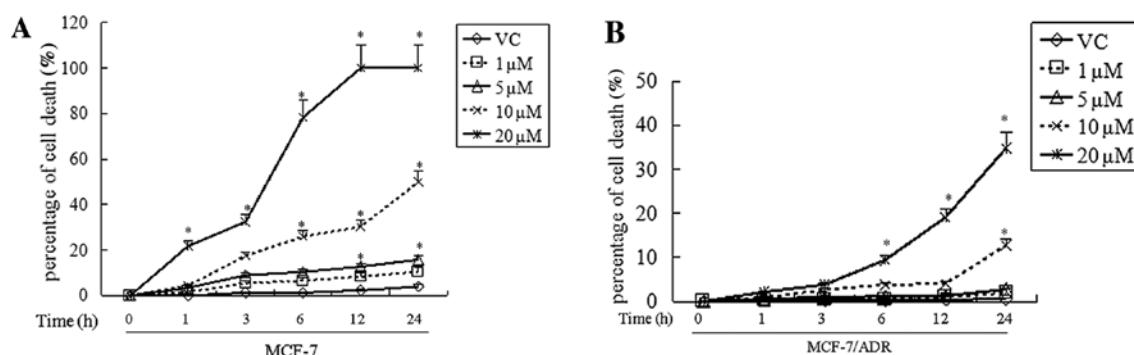 A
percentage of cell death (%)
120
100
80
60
40
20
0
* * * * * * * * * *
Time (h)
0 1 3 6 12 24
MCF-7
VC
1 μM
5 μM
10 μM
20 μM
B
percentage of cell death (%)
50
40
30
20
10
0
* * * *
Time (h)
0 1 3 6 12 24
MCF-7/ADR
VC
1 μM
5 μM
10 μM
20 μM